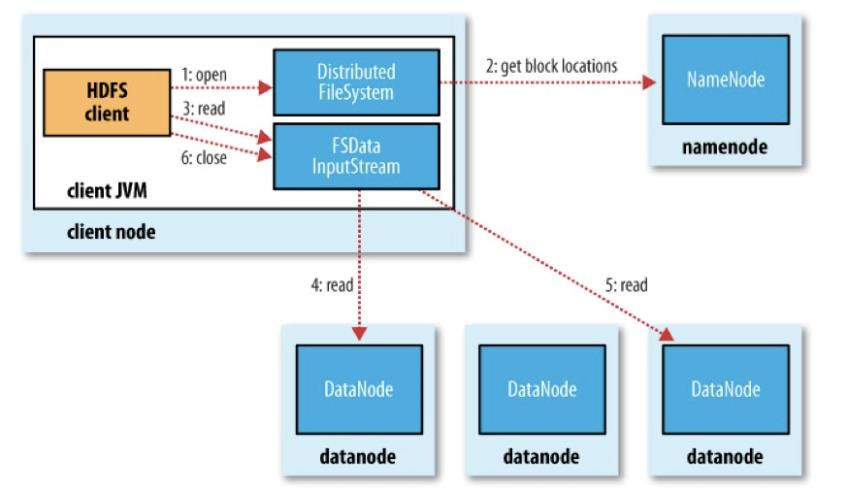 HDFS
client
1: open
3: read
6: close
Distributed
FileSystem
FSData
InputStream
client JVM
client node
2: get block locations
NameNode
namenode
4: read
5: read
DataNode
datanode
DataNode
datanode
DataNode
datanode